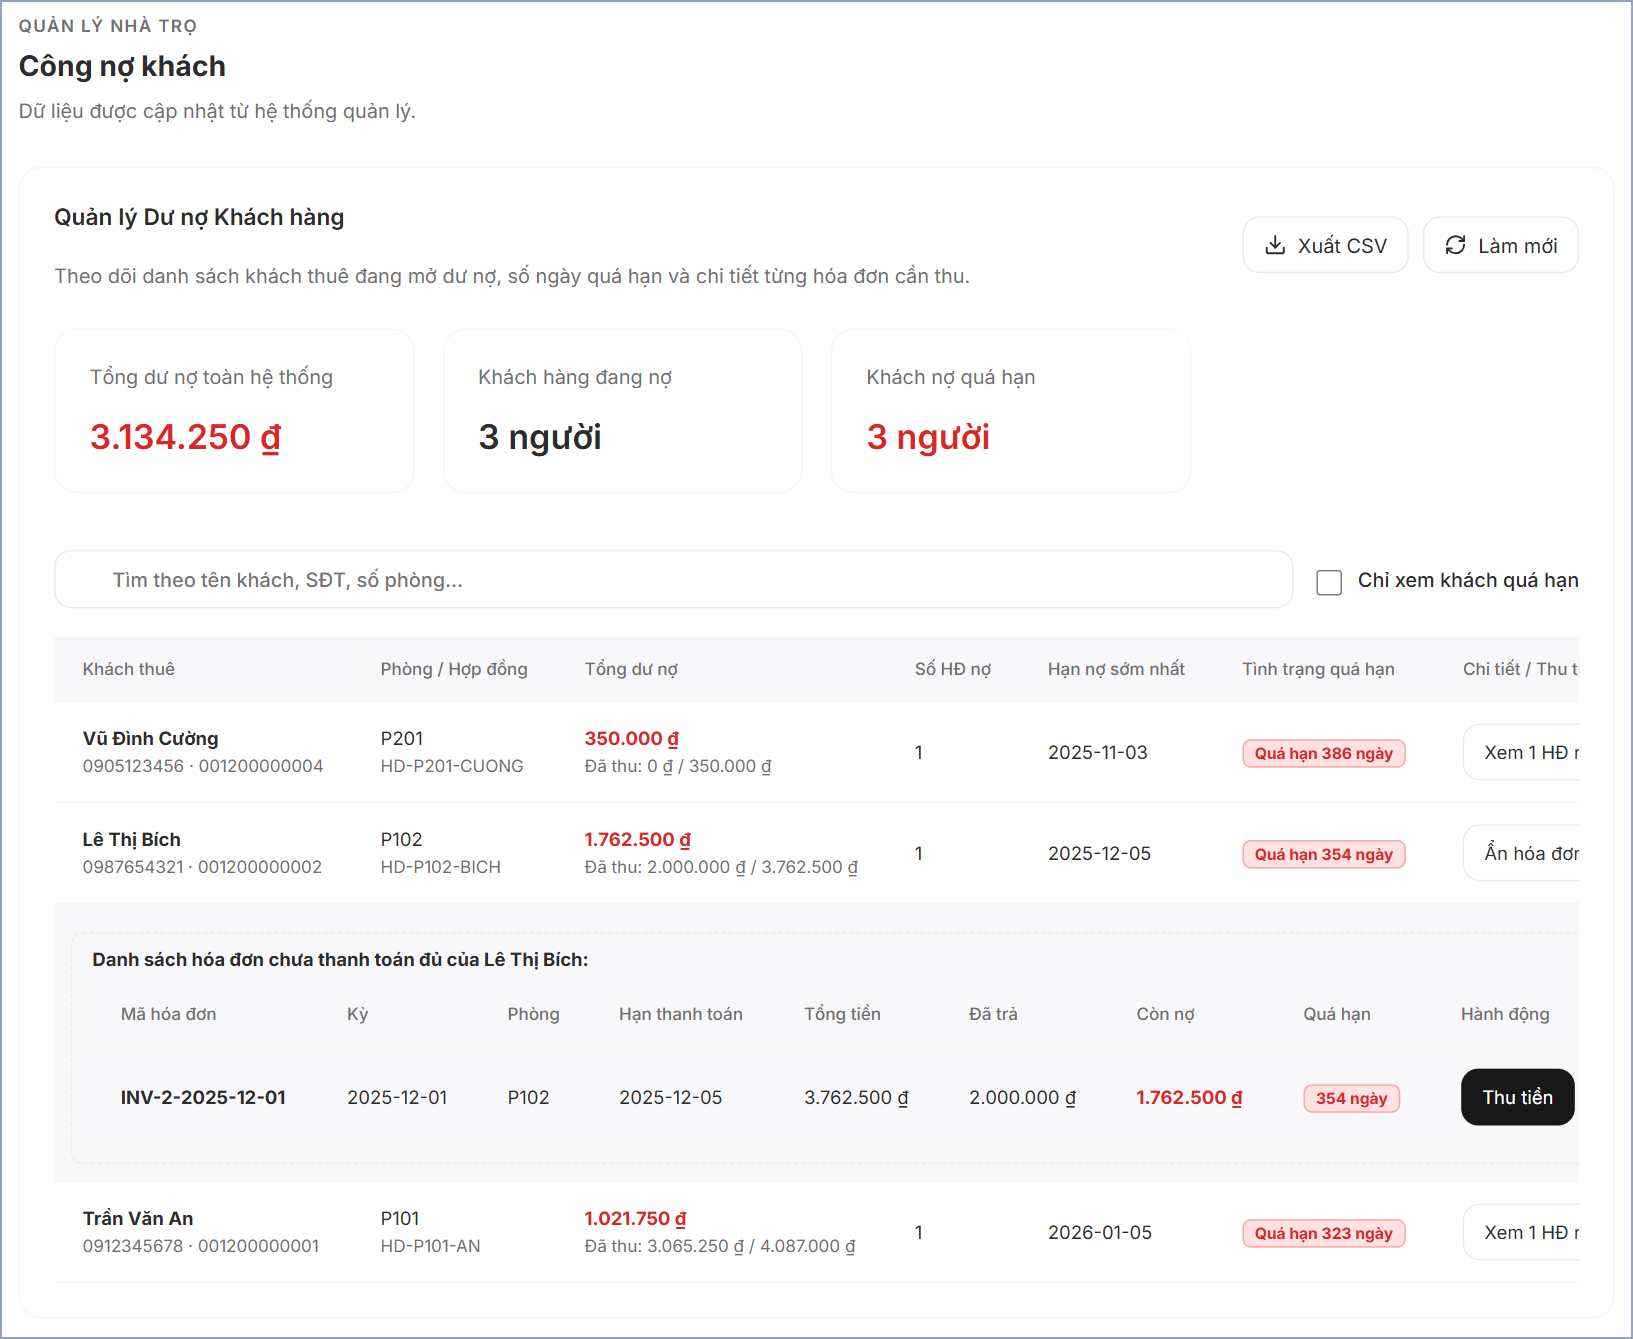 QUẢN LÝ NHÀ TRỌ
Công nợ khách
Dữ liệu được cập nhật từ hệ thống quản lý.
Quản lý Dư nợ Khách hàng
Theo dõi danh sách khách thuê đang mở dư nợ, số ngày quá hạn và chi tiết từng hóa đơn cần thu.
Xuất CSV
Làm mới
Tổng dư nợ toàn hệ thống
3.134.250 ₫
Khách hàng đang nợ
3 người
Khách nợ quá hạn
3 người
Tìm theo tên khách, SĐT, số phòng...
Chỉ xem khách quá hạn
Khách thuê Phòng / Hợp đồng Tổng dư nợ Số HĐ nợ Hạn nợ sớm nhất Tình trạng quá hạn Chi tiết / Thu
Vũ Đình Cường P201 350.000 ₫ 1 2025-11-03 Quá hạn 386 ngày Xem 1 HĐ
0905123456 · 001200000004 HD-P201-CUONG Đã thu: 0 ₫ / 350.000 ₫
Lê Thị Bích P102 1.762.500 ₫ 1 2025-12-05 Quá hạn 354 ngày Ẩn hóa đơn
0987654321 · 001200000002 HD-P102-BICH Đã thu: 2.000.000 ₫ / 3.762.500 ₫
Danh sách hóa đơn chưa thanh toán đủ của Lê Thị Bích:
Mã hóa đơn Kỳ Phòng Hạn thanh toán Tổng tiền Đã trả Còn nợ Quá hạn Hành động
INV-2-2025-12-01 2025-12-01 P102 2025-12-05 3.762.500 ₫ 2.000.000 ₫ 1.762.500 ₫ 354 ngày Thu tiền
Trần Văn An P101 1.021.750 ₫ 1 2026-01-05 Quá hạn 323 ngày Xem 1 HĐ
0912345678 · 001200000001 HD-P101-AN Đã thu: 3.065.250 ₫ / 4.087.000 ₫